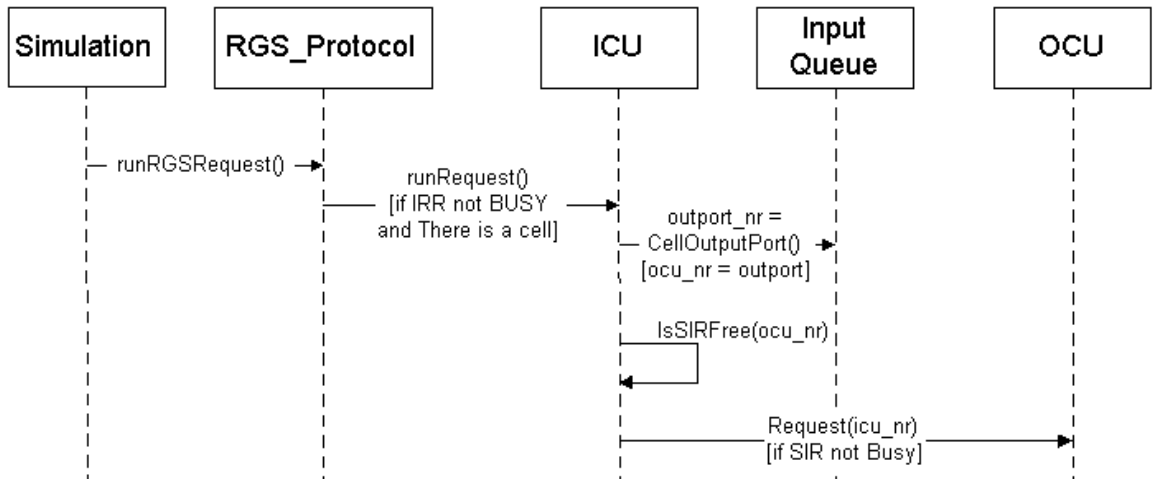 Simulation
RGS_Protocol
ICU
Input
Queue
OCU
runRGSRequest()
runRequest()
[if IRR not BUSY
and There is a cell]
outport_nr =
CellOutputPort()
[ocu_nr = outport]
IsSIRFree(ocu_nr)
Request(icu_nr)
[if SIR not Busy]